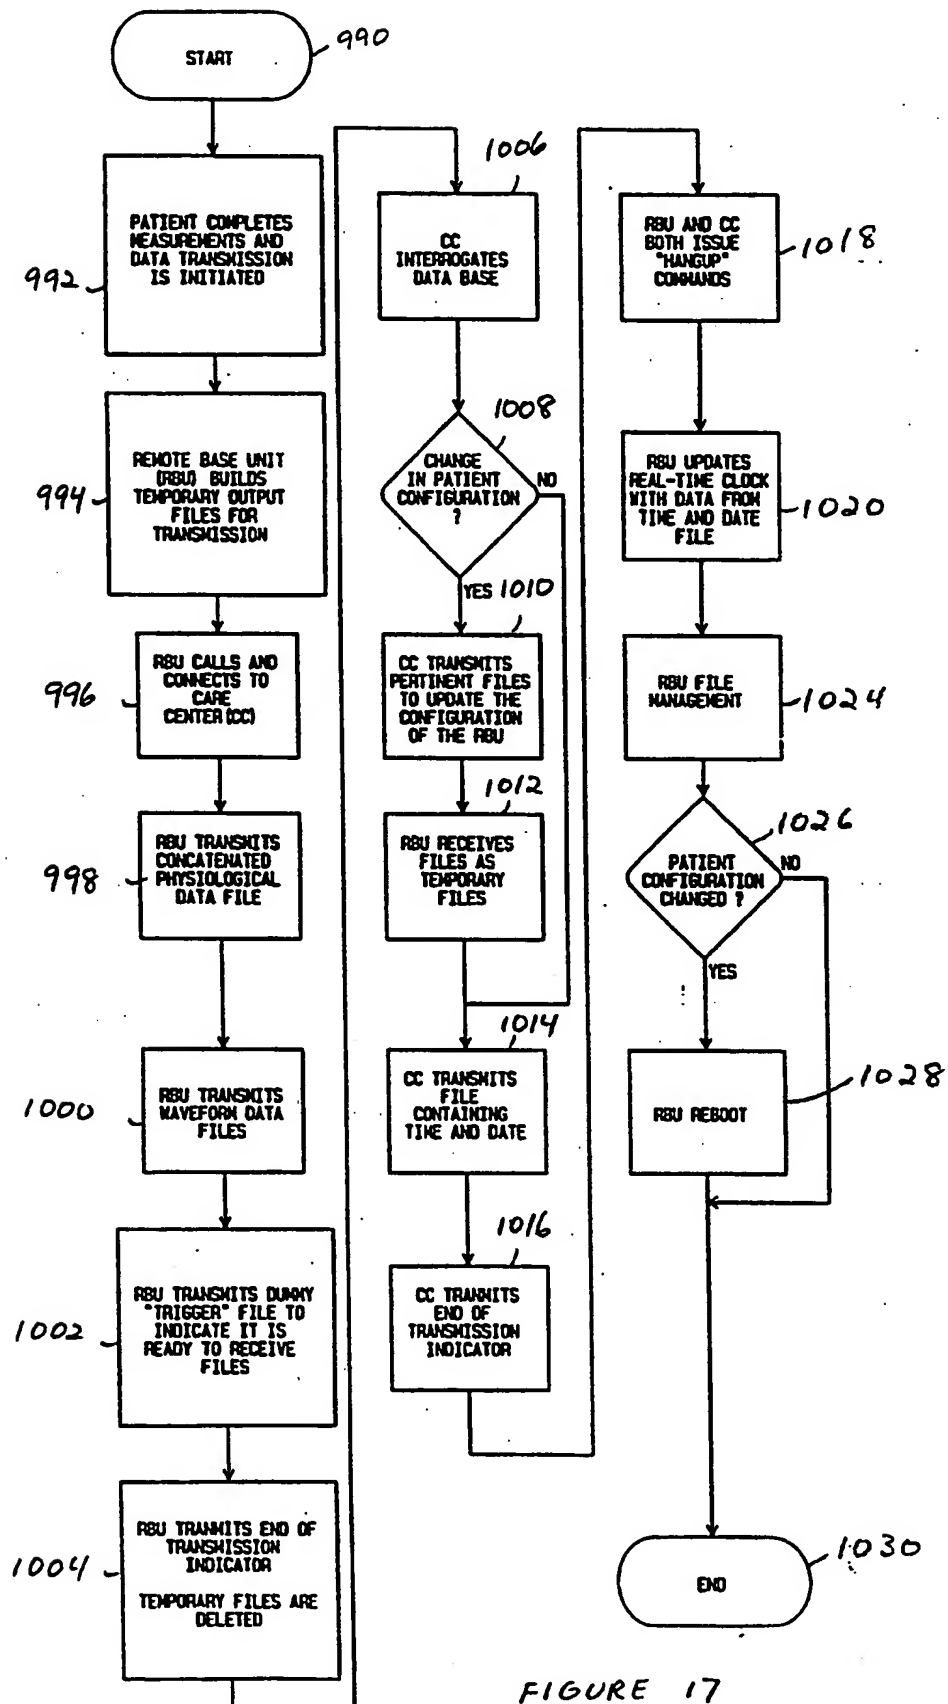 START
990
PATIENT COMPLETES
MEASUREMENTS AND
DATA TRANSMISSION
IS INITIATED
992
REMOTE BASE UNIT
(RBU) BUILDS
TEMPORARY OUTPUT
FILES FOR
TRANSMISSION
994
RBU CALLS AND
CONNECTS TO
CARE
CENTER(CC)
996
RBU TRANSMITS
CONCATENATED
PHYSIOLOGICAL
DATA FILE
998
RBU TRANSMITS
WAVEFORM DATA
FILES
1000
RBU TRANSMITS DUMMY
"TRIGGER" FILE TO
INDICATE IT IS
READY TO RECEIVE
FILES
1002
RBU TRANMITS END OF
TRANSMISSION
INDICATOR
TEMPORARY FILES ARE
DELETED
1004
1006
CC
INTERROGATES
DATA BASE
1008
CHANGE
IN PATIENT
CONFIGURATION
?
NO
YES
1010
CC TRANSMITS
PERTINENT FILES
TO UPDATE THE
CONFIGURATION
OF THE RBU
1012
RBU RECEIVES
FILES AS
TEMPORARY
FILES
1014
CC TRANSMITS
FILE
CONTAINING
TIME AND DATE
1016
CC TRANMITS
END OF
TRANSMISSION
INDICATOR
RBU AND CC
BOTH ISSUE
"HANGUP"
COMMANDS
1018
RBU UPDATES
REAL-TIME CLOCK
WITH DATA FROM
TIME AND DATE
FILE
1020
RBU FILE
MANAGEMENT
1024
1026
PATIENT
CONFIGURATION
CHANGED ?
NO
YES
RBU REBOOT
1028
END
1030
FIGURE 17